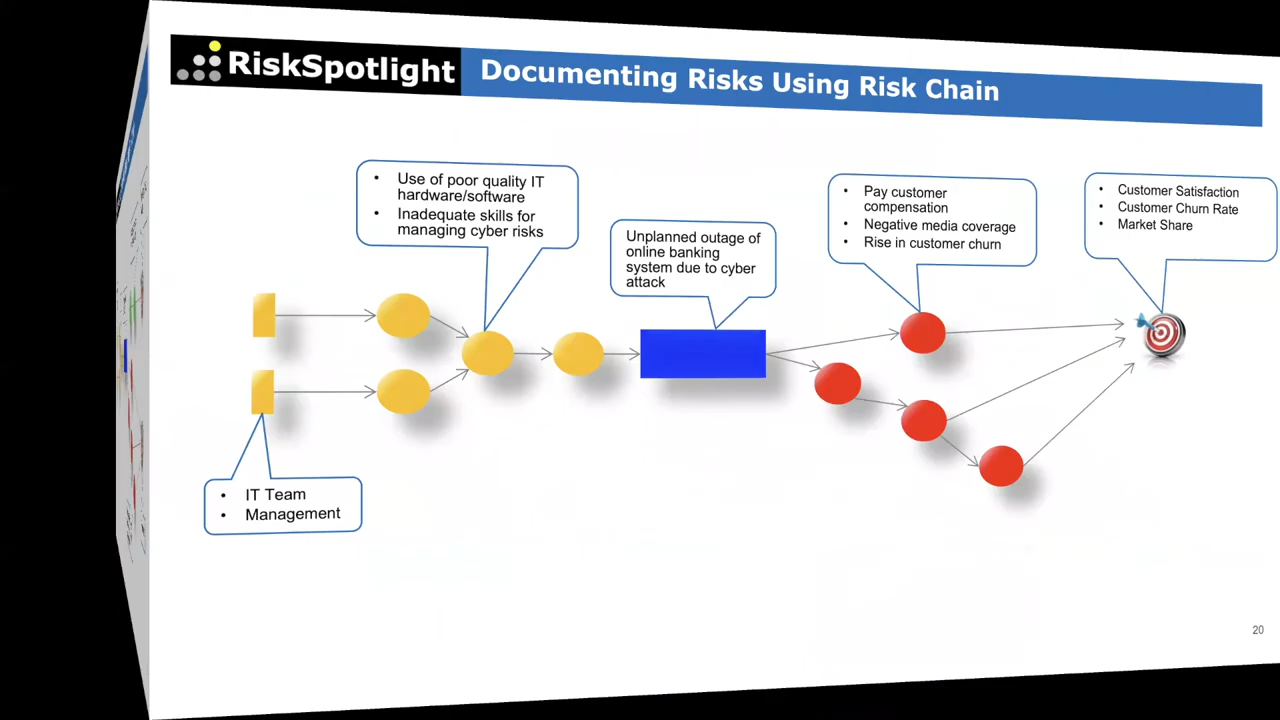 RiskSpotlight
Documenting Risks Using Risk Chain
• Use of poor quality IT
hardware/software
• Inadequate skills for
managing cyber risks
Unplanned outage of
online banking
system due to cyber
attack
• Pay customer
compensation
• Negative media coverage
• Rise in customer churn
• Customer Satisfaction
• Customer Churn Rate
• Market Share
• IT Team
• Management
20